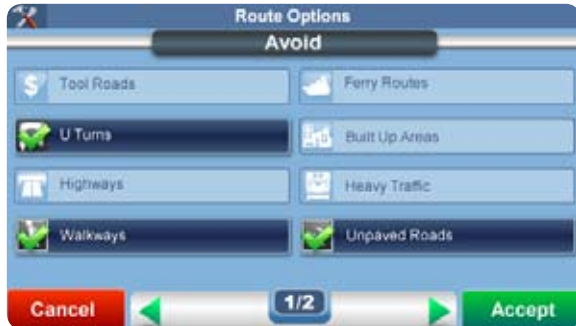 Route Options
Avoid
Tool Roads
Ferry Routes
U Turns
Built Up Areas
Highways
Heavy Traffic
Walkways
Unpaved Roads
Cancel
1/2
Accept